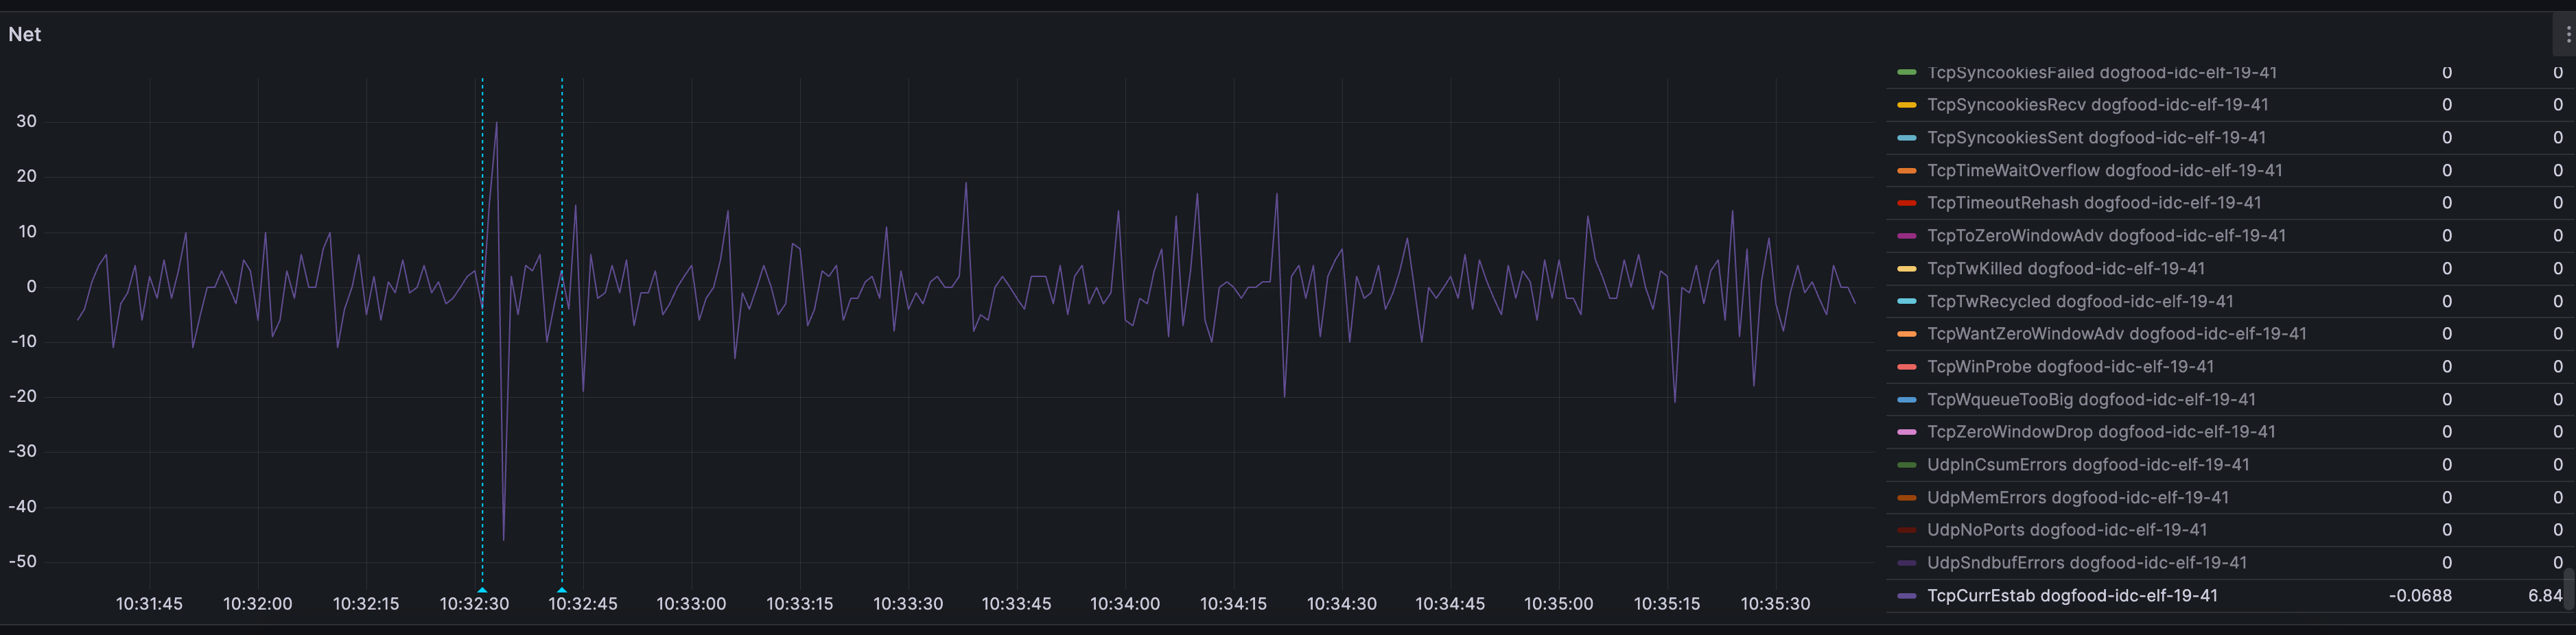 Net
30
20
10
0
-10
-20
-30
-40
-50
10:31:45 10:32:00 10:32:15 10:32:30 10:32:45 10:33:00 10:33:15 10:33:30 10:33:45 10:34:00 10:34:15 10:34:30 10:34:45 10:35:00 10:35:15 10:35:30
TcpSyncookiesFailed dogfood-idc-elf-19-41 0 0
TcpSyncookiesRecv dogfood-idc-elf-19-41 0 0
TcpSyncookiesSent dogfood-idc-elf-19-41 0 0
TcpTimeWaitOverflow dogfood-idc-elf-19-41 0 0
TcpTimeoutRehash dogfood-idc-elf-19-41 0 0
TcpToZeroWindowAdv dogfood-idc-elf-19-41 0 0
TcpTwKilled dogfood-idc-elf-19-41 0 0
TcpTwRecycled dogfood-idc-elf-19-41 0 0
TcpWantZeroWindowAdv dogfood-idc-elf-19-41 0 0
TcpWinProbe dogfood-idc-elf-19-41 0 0
TcpWqueueTooBig dogfood-idc-elf-19-41 0 0
TcpZeroWindowDrop dogfood-idc-elf-19-41 0 0
UdpInCsumErrors dogfood-idc-elf-19-41 0 0
UdpMemErrors dogfood-idc-elf-19-41 0 0
UdpNoPorts dogfood-idc-elf-19-41 0 0
UdpSndbufErrors dogfood-idc-elf-19-41 0 0
TcpCurrEstab dogfood-idc-elf-19-41 -0.0688 6.84